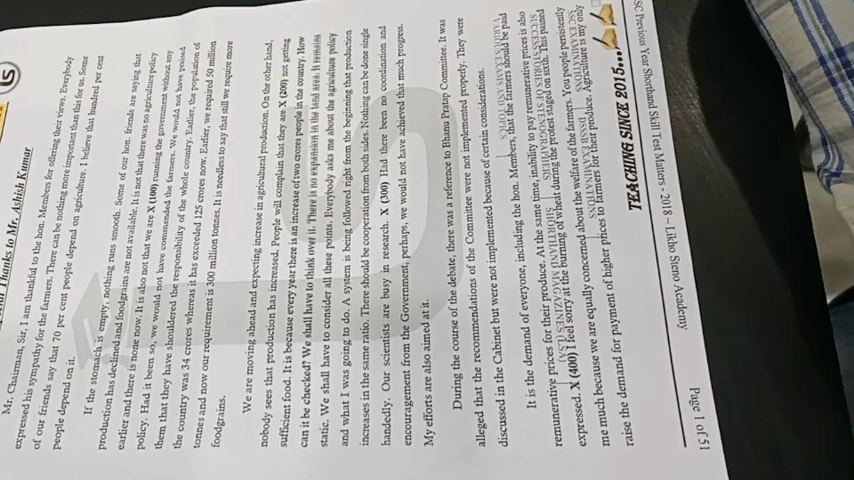 LS
Special Thanks to Mr. Ashish Kumar
Mr. Chairman, Sir, I am thankful to the hon. Members for offering their views. Everybody
expressed his sympathy for the farmers. There can be nothing more important than this for us. Some
of our friends say that 70 per cent people depend on agriculture. I believe that hundred per cent
people depend on it.
If the stomach is empty, nothing runs smooth. Some of our hon. friends are saying that
production has declined and foodgrains are not available. It is not that there was no agriculture policy
earlier and there is none now. It is also not that we are X (100) running the government without any
policy. Had it been so, we would not have commended the farmers. We would not have praised
them that they have shouldered the responsibility of the whole country. Earlier, the population of
the country was 34 crores whereas it has exceeded 125 crores now. Earlier, we required 50 million
tonnes and now our requirement is 300 million tonnes. It is needless to say that still we require more
foodgrains.
We are moving ahead and expecting increase in agricultural production. On the other hand,
nobody sees that production has increased. People will complain that they are X (200) not getting
sufficient food. It is because every year there is an increase of two crores people in the country. How
can it be checked? We shall have to think over it. There is no expansion in the land area. It remains
static. We shall have to consider all these points. Everybody asks me about the agriculture policy
and what I was going to do. A system is being followed right from the beginning that production
increases in the same ratio. There should be cooperation from both sides. Nothing can be done single
handedly. Our scientists are busy in research. X (300) Had there been no coordination and
encouragement from the Government, perhaps, we would not have achieved that much progress.
My efforts are also aimed at it.
During the course of the debate, there was a reference to Bhanu Pratap Committee. It was
alleged that the recommendations of the Committee were not implemented properly. They were
discussed in the Cabinet but were not implemented because of certain considerations.
It is the demand of everyone, including the hon. Members, that the farmers should be paid
remunerative prices for their produce. At the same time, inability to pay remunerative prices is also
expressed. X (400) I feel sorry at the burning of wheat during the protest staged on sixth. This pained
me much because we are equally concerned about the welfare of the farmers. You people persistently
raise the demand for payment of higher prices to farmers for their produce. Agriculture is my only
VARIOUS EXAM AND TOPICS
SUCCESS STORIES OF STENOGRAPHERS
SHORTHAND MAGAZINES (LSA)
SSC EXAMINATIONS
DSSSB EXAMINATIONS
TEACHING SINCE 2015...
SC Previous Year Shorthand Skill Test Matters - 2018 ~ Likho Steno Academy
Page 1 of 51